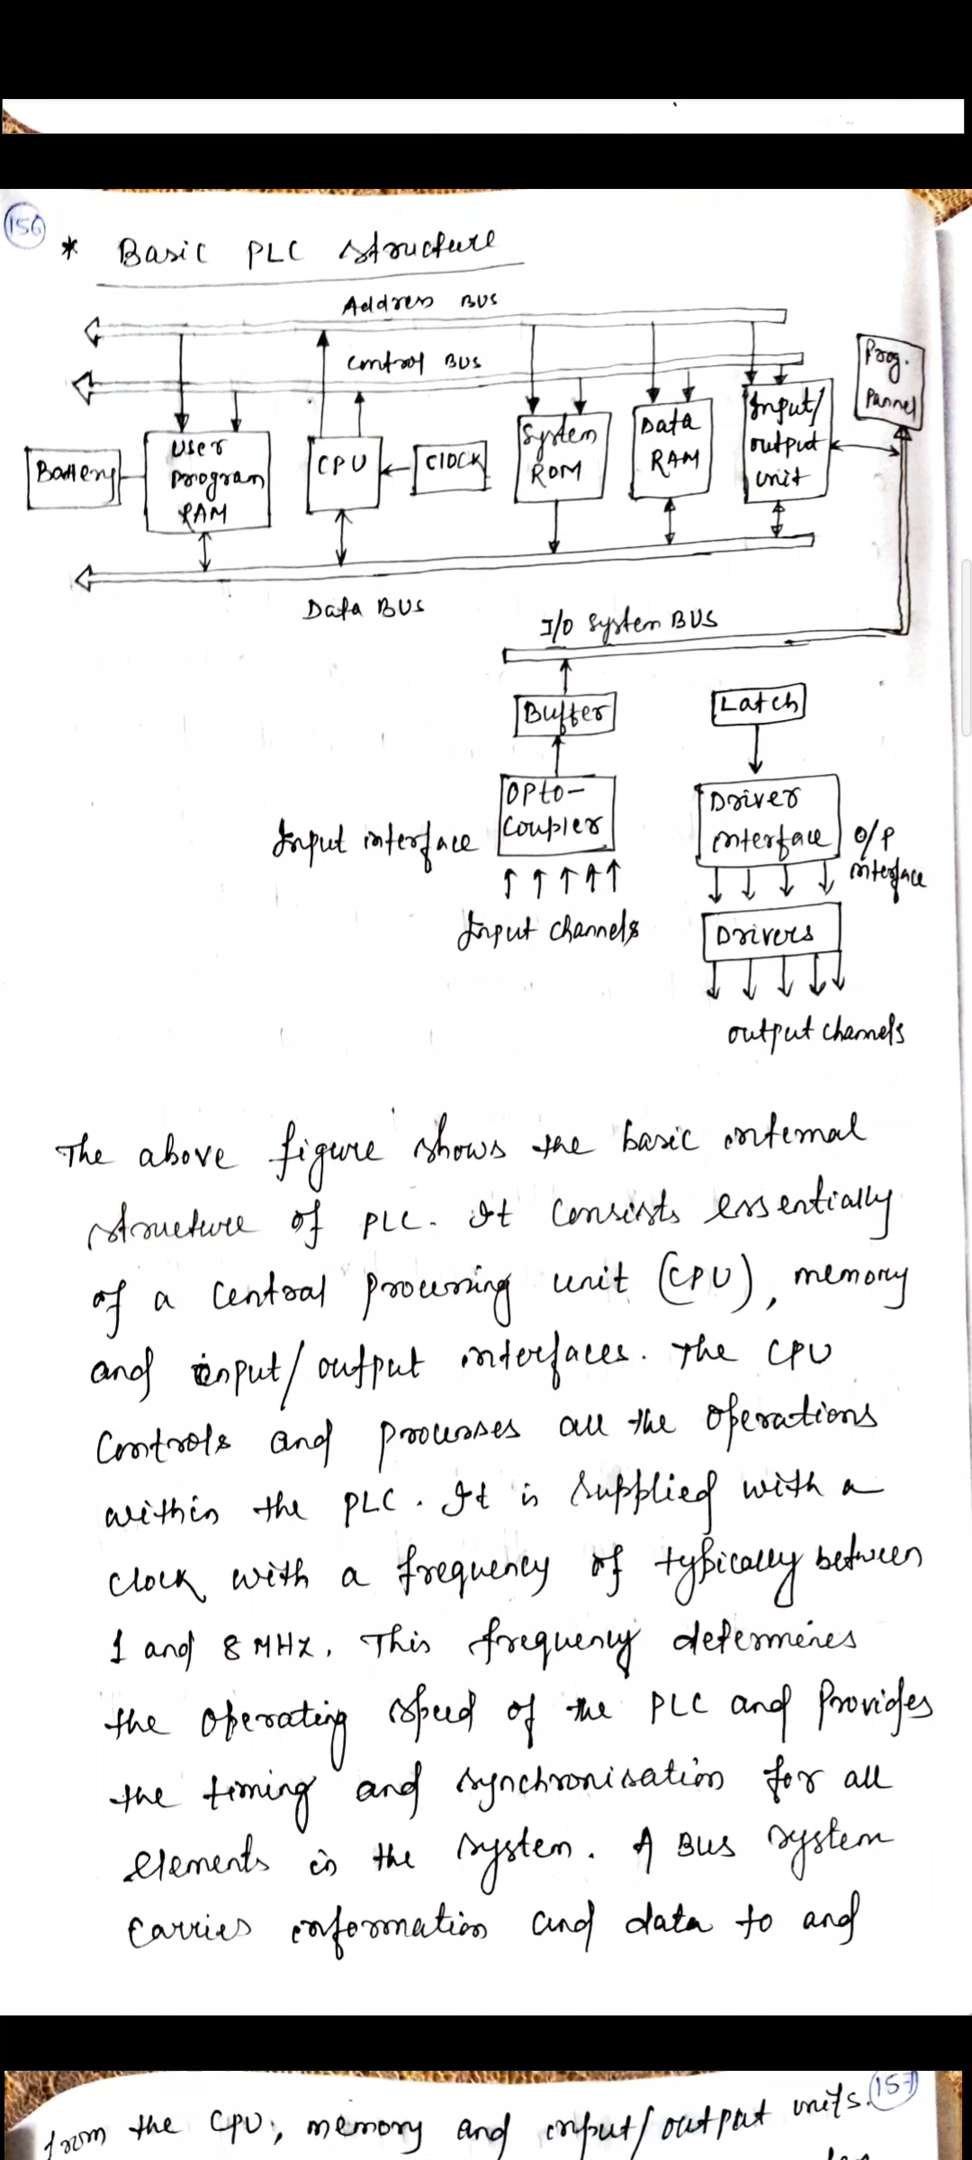 156
* Basic PLC structure
Address BUS
Control BUS
Prog.
Pannel
Battery
User
program
RAM
CPU
Clock
System
ROM
Data
RAM
Input/
output
unit
Data BUS
I/O System BUS
Buffer
Latch
Opto-
Coupler
Input interface
Driver
interface
O/P
interface
Input channels
Drivers
output channels
The above figure shows the basic internal
structure of PLC. It consists essentially
of a central processing unit (CPU), memory
and input/output interfaces. The CPU
Controls and processes all the operations
within the PLC. It is supplied with a
clock with a frequency of typically between
1 and 8 MHz. This frequency determines
the operating speed of the PLC and Provides
the timing and synchronisation for all
elements in the system. A BUS system
carries information and data to and
157
from the CPU, memory and input/output units.